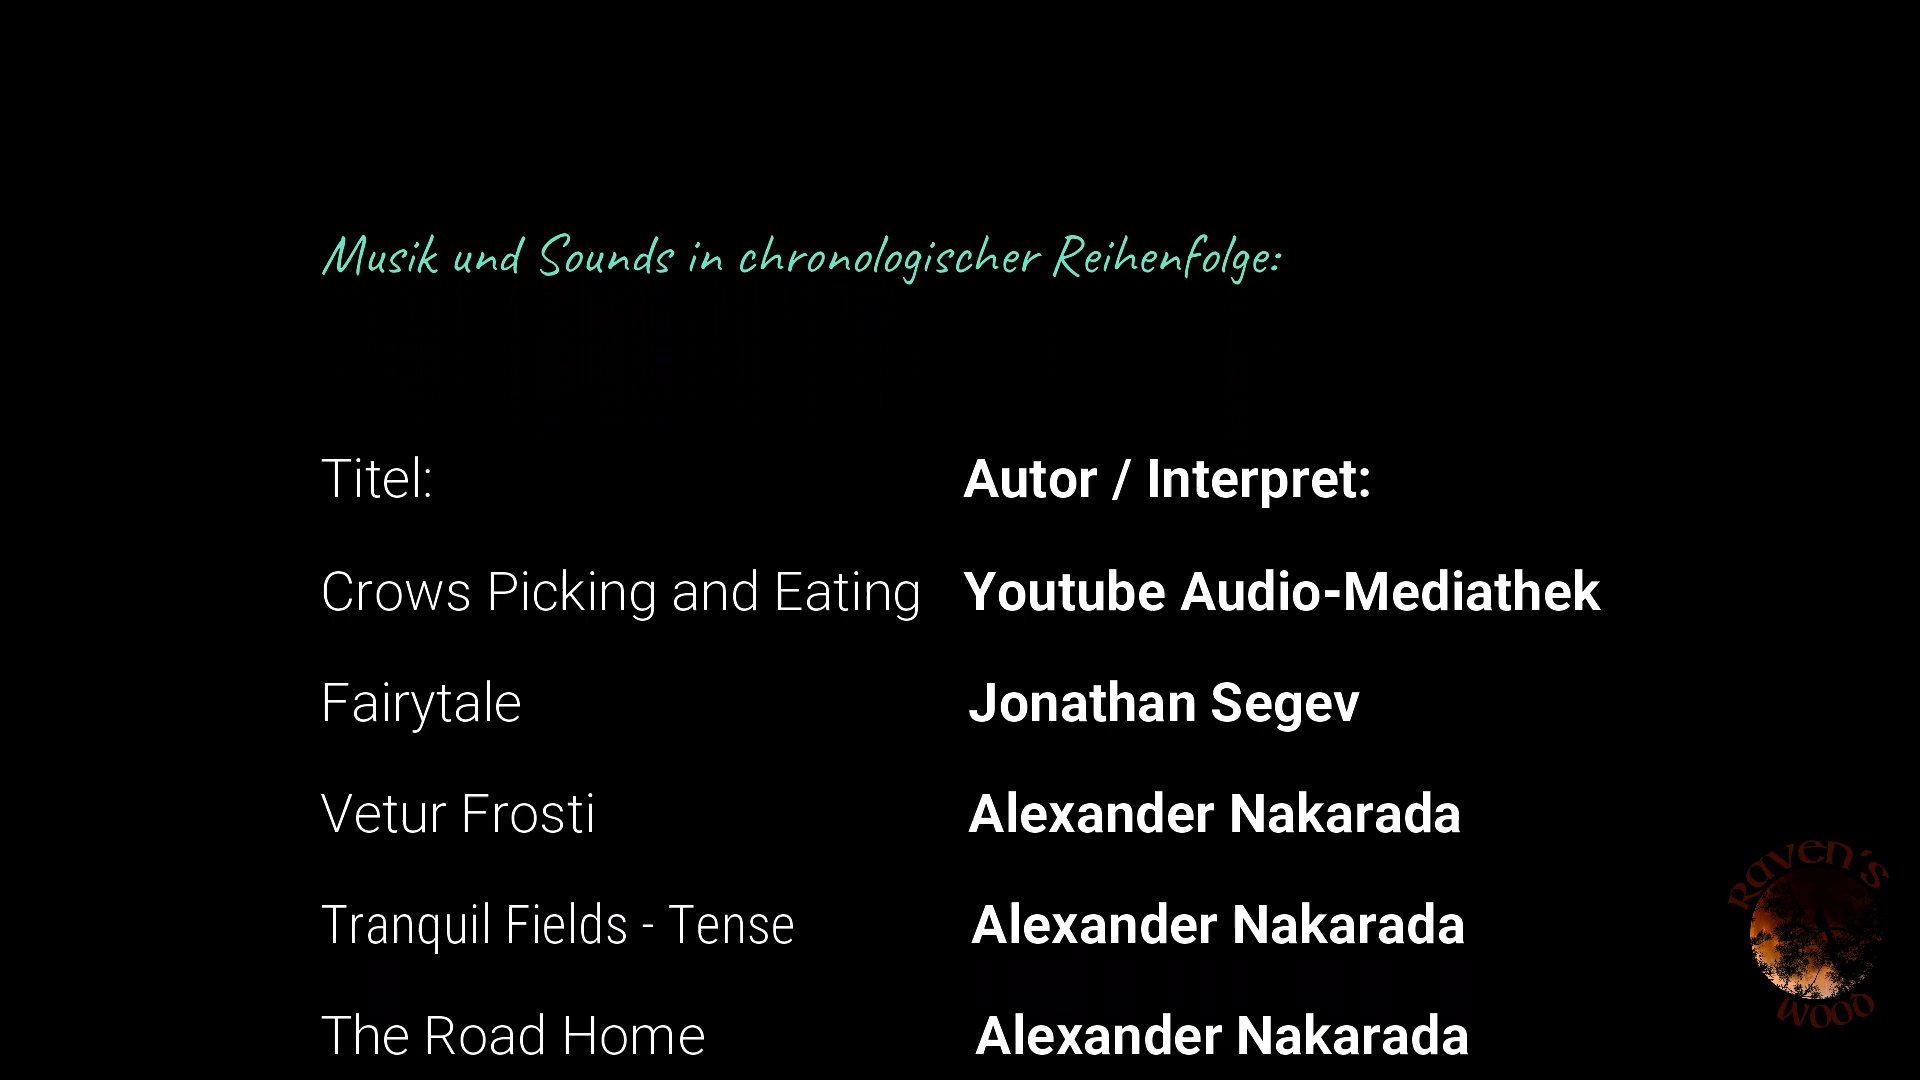 Musik und Sounds in chronologischer Reihenfolge:
Titel: Autor / Interpret:
Crows Picking and Eating Youtube Audio-Mediathek
Fairytale Jonathan Segev
Vetur Frosti Alexander Nakarada
Tranquil Fields - Tense Alexander Nakarada
The Road Home Alexander Nakarada
Raven's
Wood